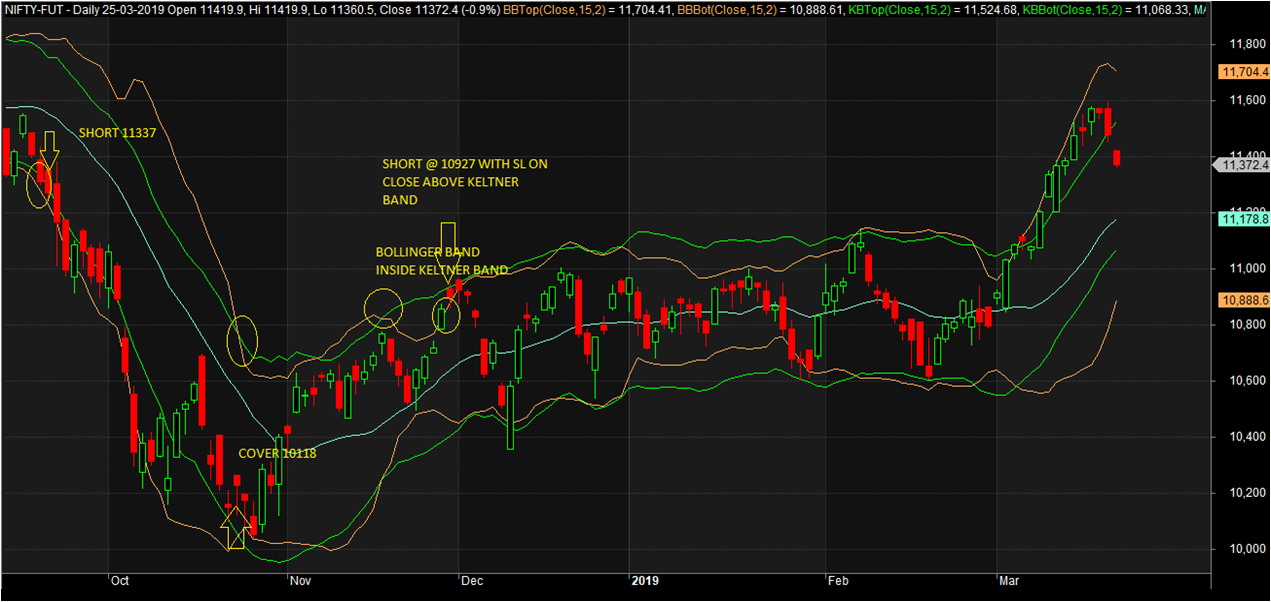 NIFTY-FUT - Daily 25-03-2019 Open 11419.9, Hi 11419.9, Lo 11360.5, Close 11372.4 (-0.9%) BBTop(Close,15,2) = 11,704.41, BBBot(Close,15,2) = 10,888.61, KBTop(Close,15,2) = 11,524.68, KBBot(Close,15,2) = 11,068.33, MA
11,800
11,704.4
11,600
SHORT 11337
11,400
11,372.4
SHORT @ 10927 WITH SL ON
CLOSE ABOVE KELTNER
BAND
11,200
11,178.8
BOLLINGER BAND
INSIDE KELTNER BAND
11,000
10,888.6
10,800
10,600
10,400
COVER 10118
10,200
10,000
Oct Nov Dec 2019 Feb Mar